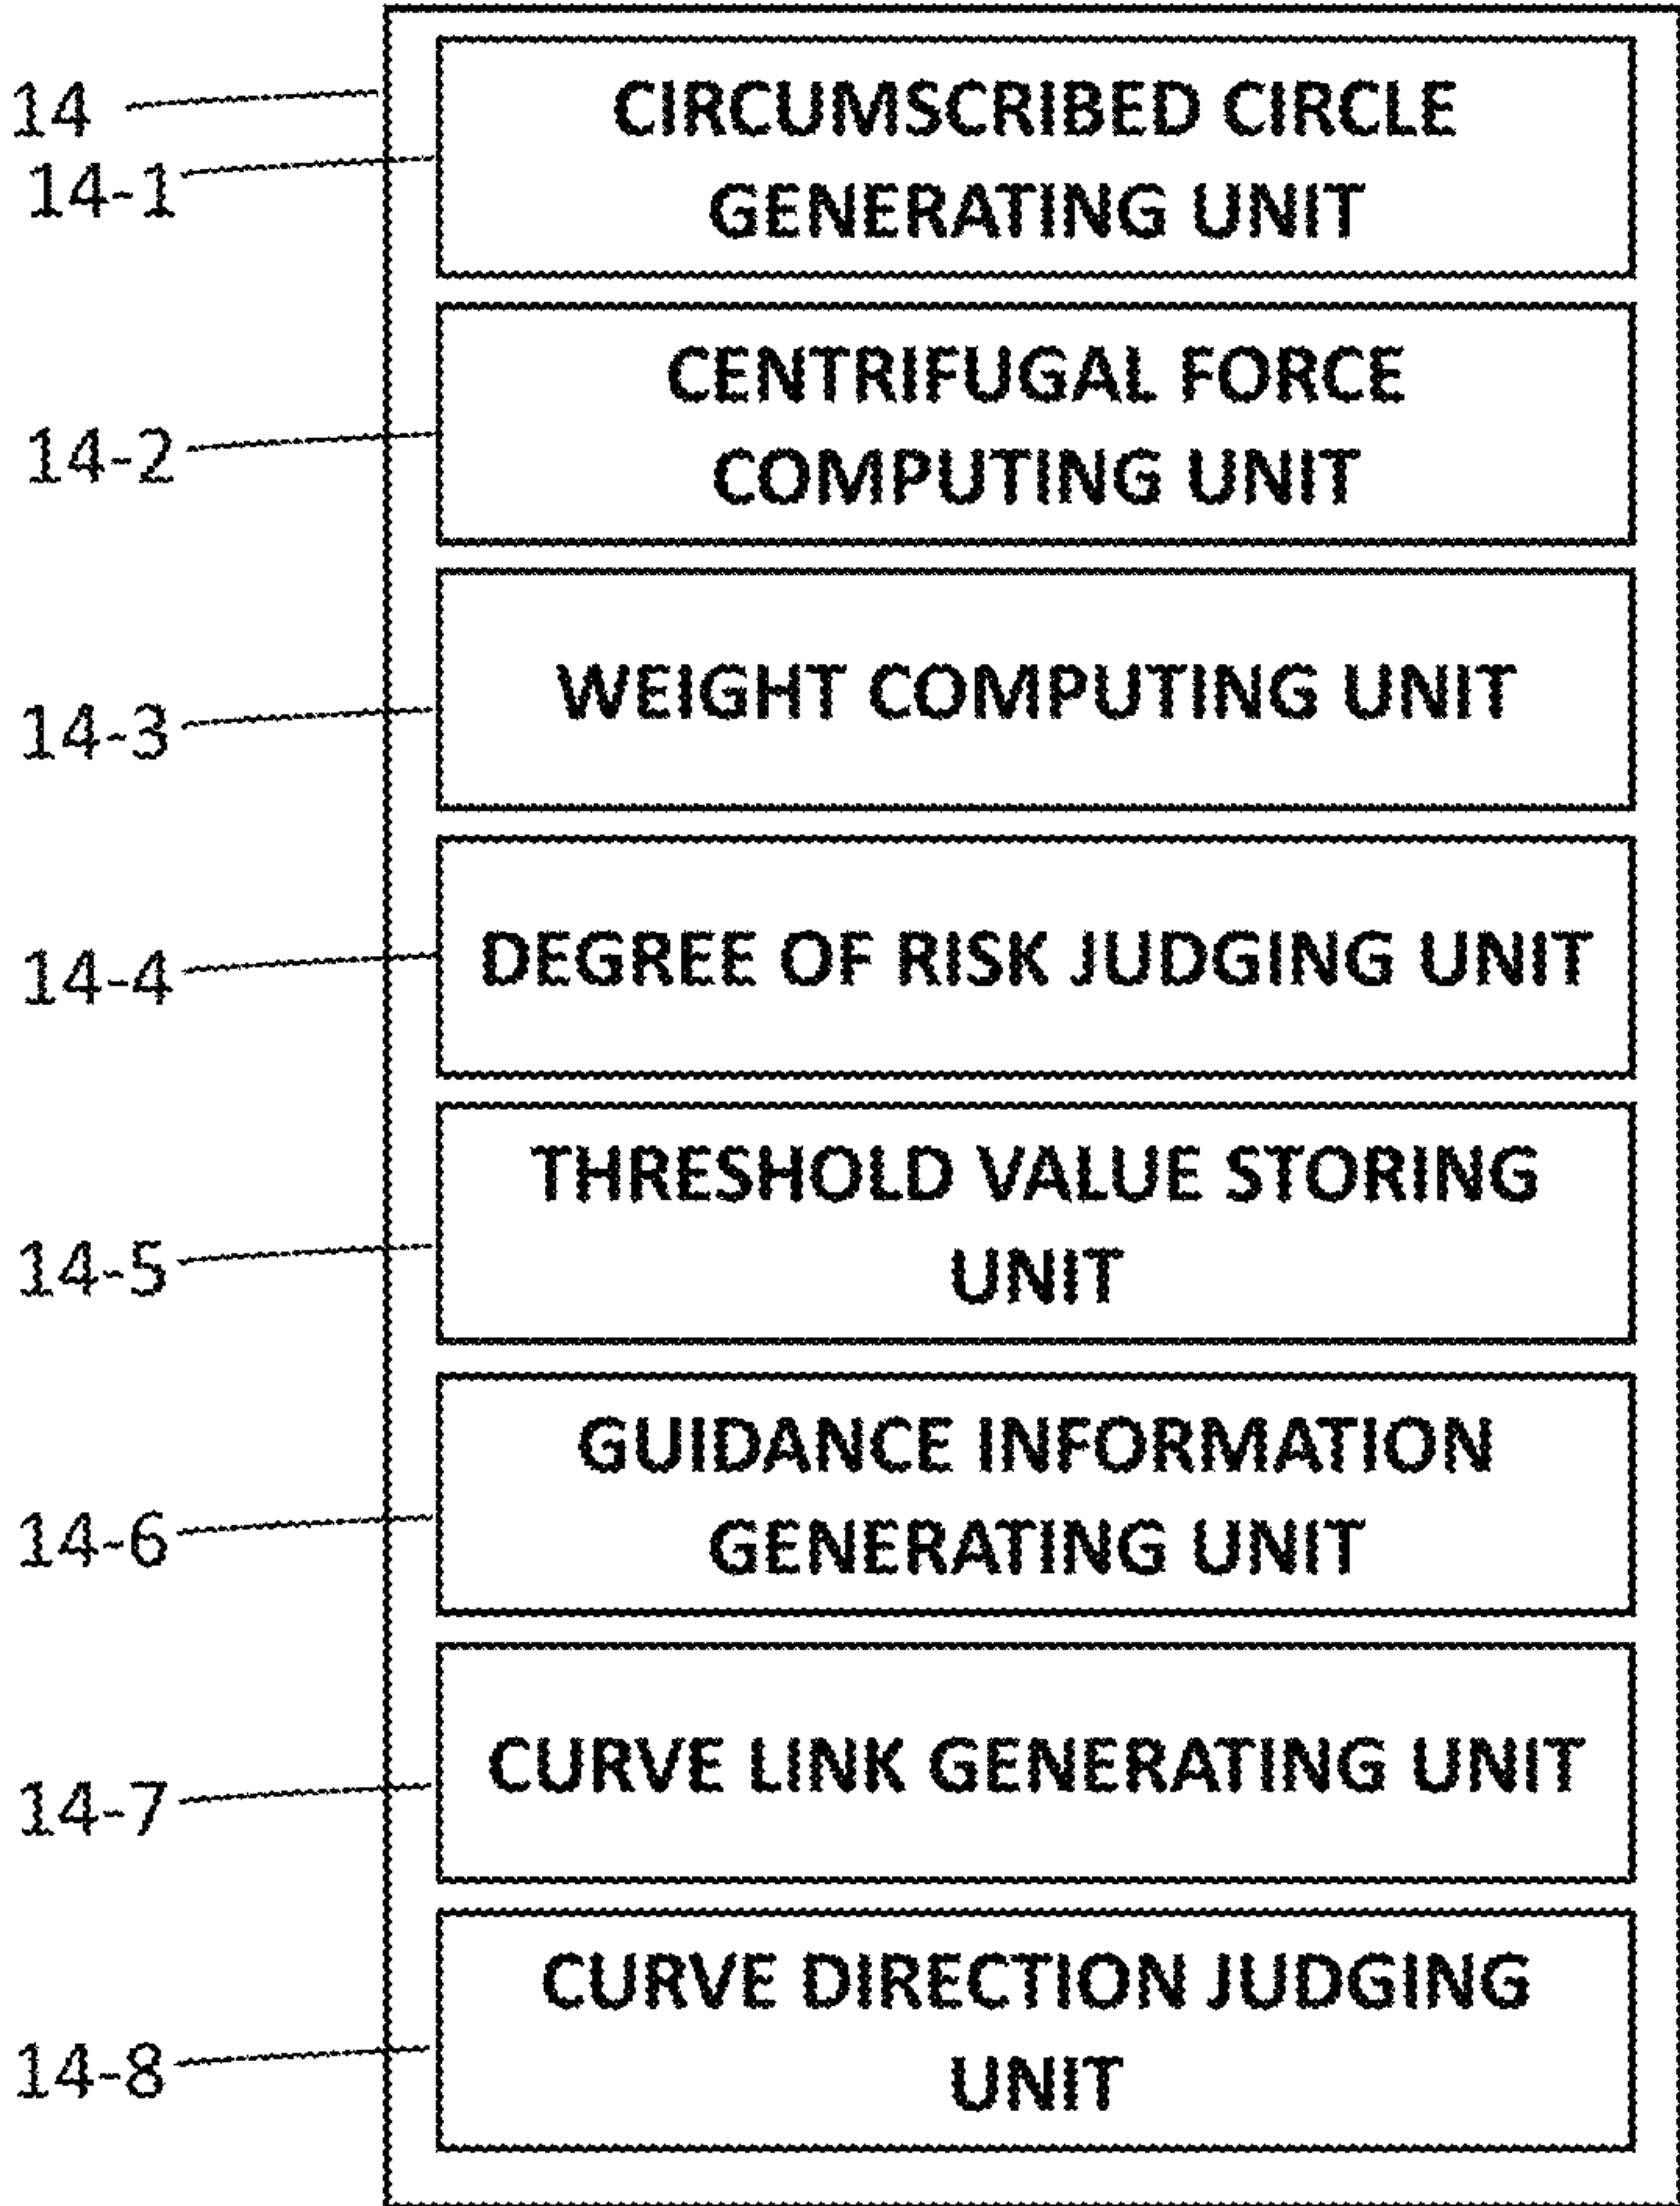 14
14-1
CIRCUMSCRIBED CIRCLE
GENERATING UNIT
14-2
CENTRIFUGAL FORCE
COMPUTING UNIT
14-3
WEIGHT COMPUTING UNIT
14-4
DEGREE OF RISK JUDGING UNIT
14-5
THRESHOLD VALUE STORING
UNIT
14-6
GUIDANCE INFORMATION
GENERATING UNIT
14-7
CURVE LINK GENERATING UNIT
14-8
CURVE DIRECTION JUDGING
UNIT